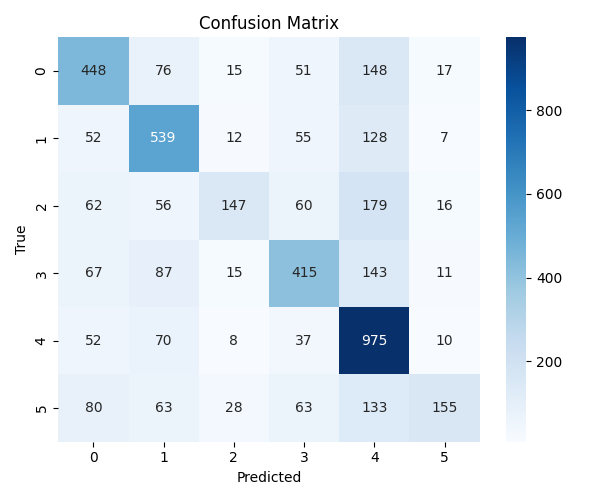 Confusion Matrix
True
0 448 76 15 51 148 17
1 52 539 12 55 128 7
2 62 56 147 60 179 16
3 67 87 15 415 143 11
4 52 70 8 37 975 10
5 80 63 28 63 133 155
0 1 2 3 4 5
Predicted
800
600
400
200